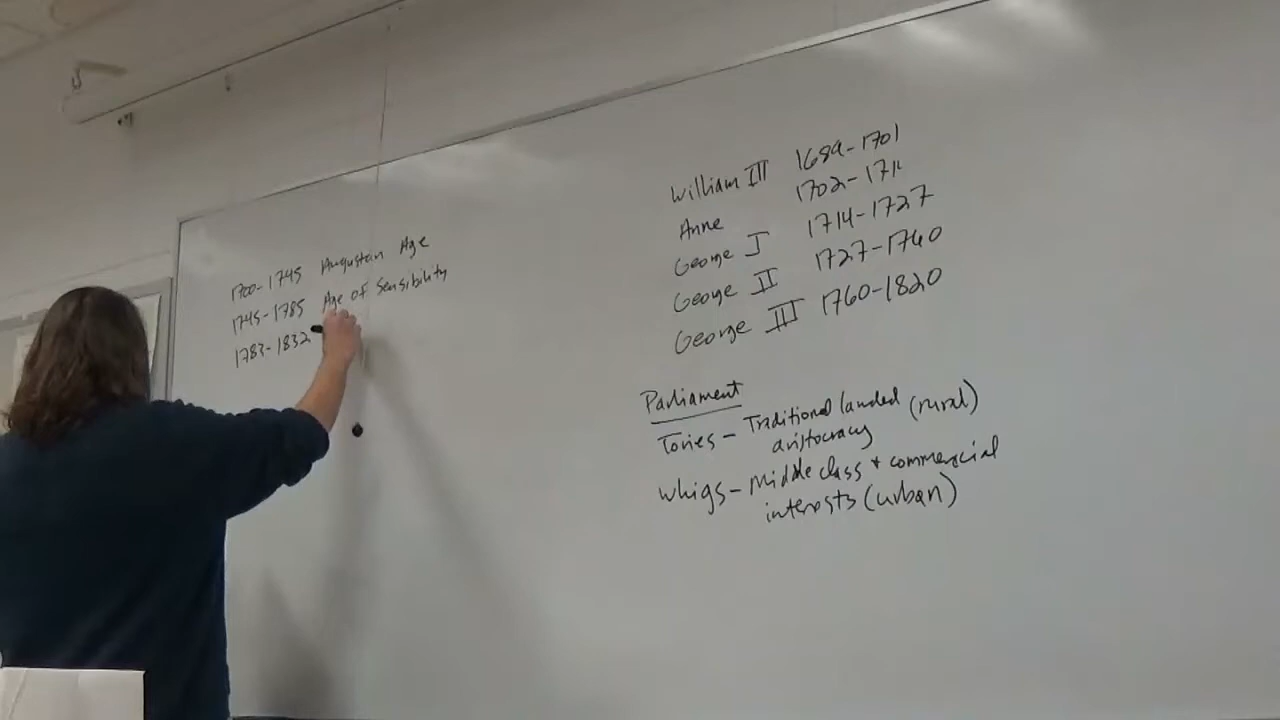 1700-1745 Augustan Age
1745-1785 Age of Sensibility
1783-1832
William III 1689-1701
Anne 1702-1714
George I 1714-1727
George II 1727-1760
George III 1760-1820
Parliament
Tories - Traditional landed (rural)
aristocracy
Whigs - Middle class + commercial
interests (urban)